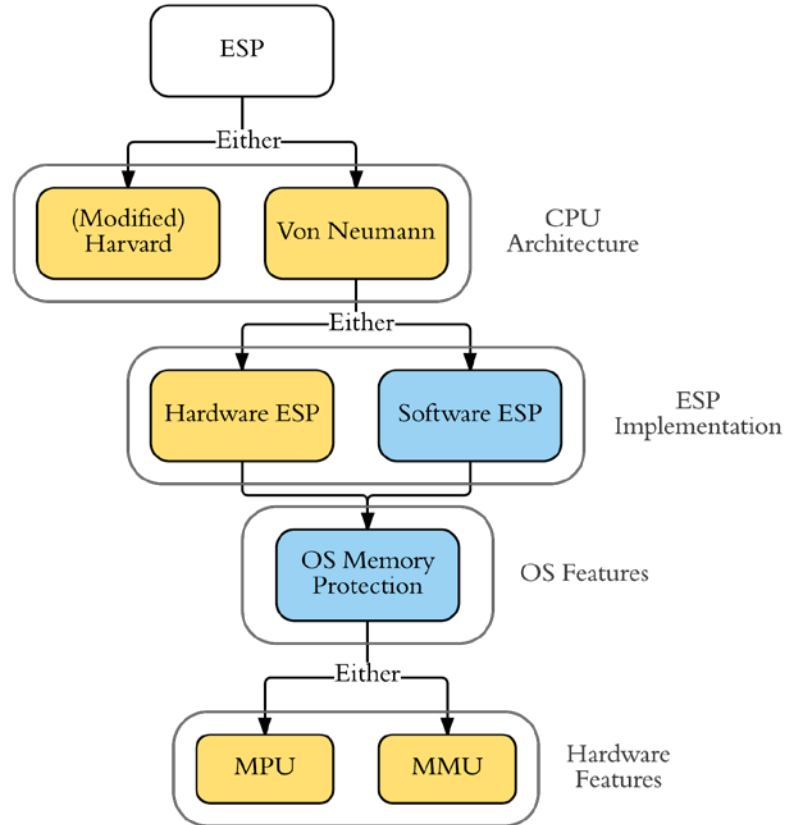 ESP
Either
(Modified)
Harvard
Von Neumann
CPU
Architecture
Either
Hardware ESP
Software ESP
ESP
Implementation
OS Memory
Protection
OS Features
Either
MPU
MMU
Hardware
Features